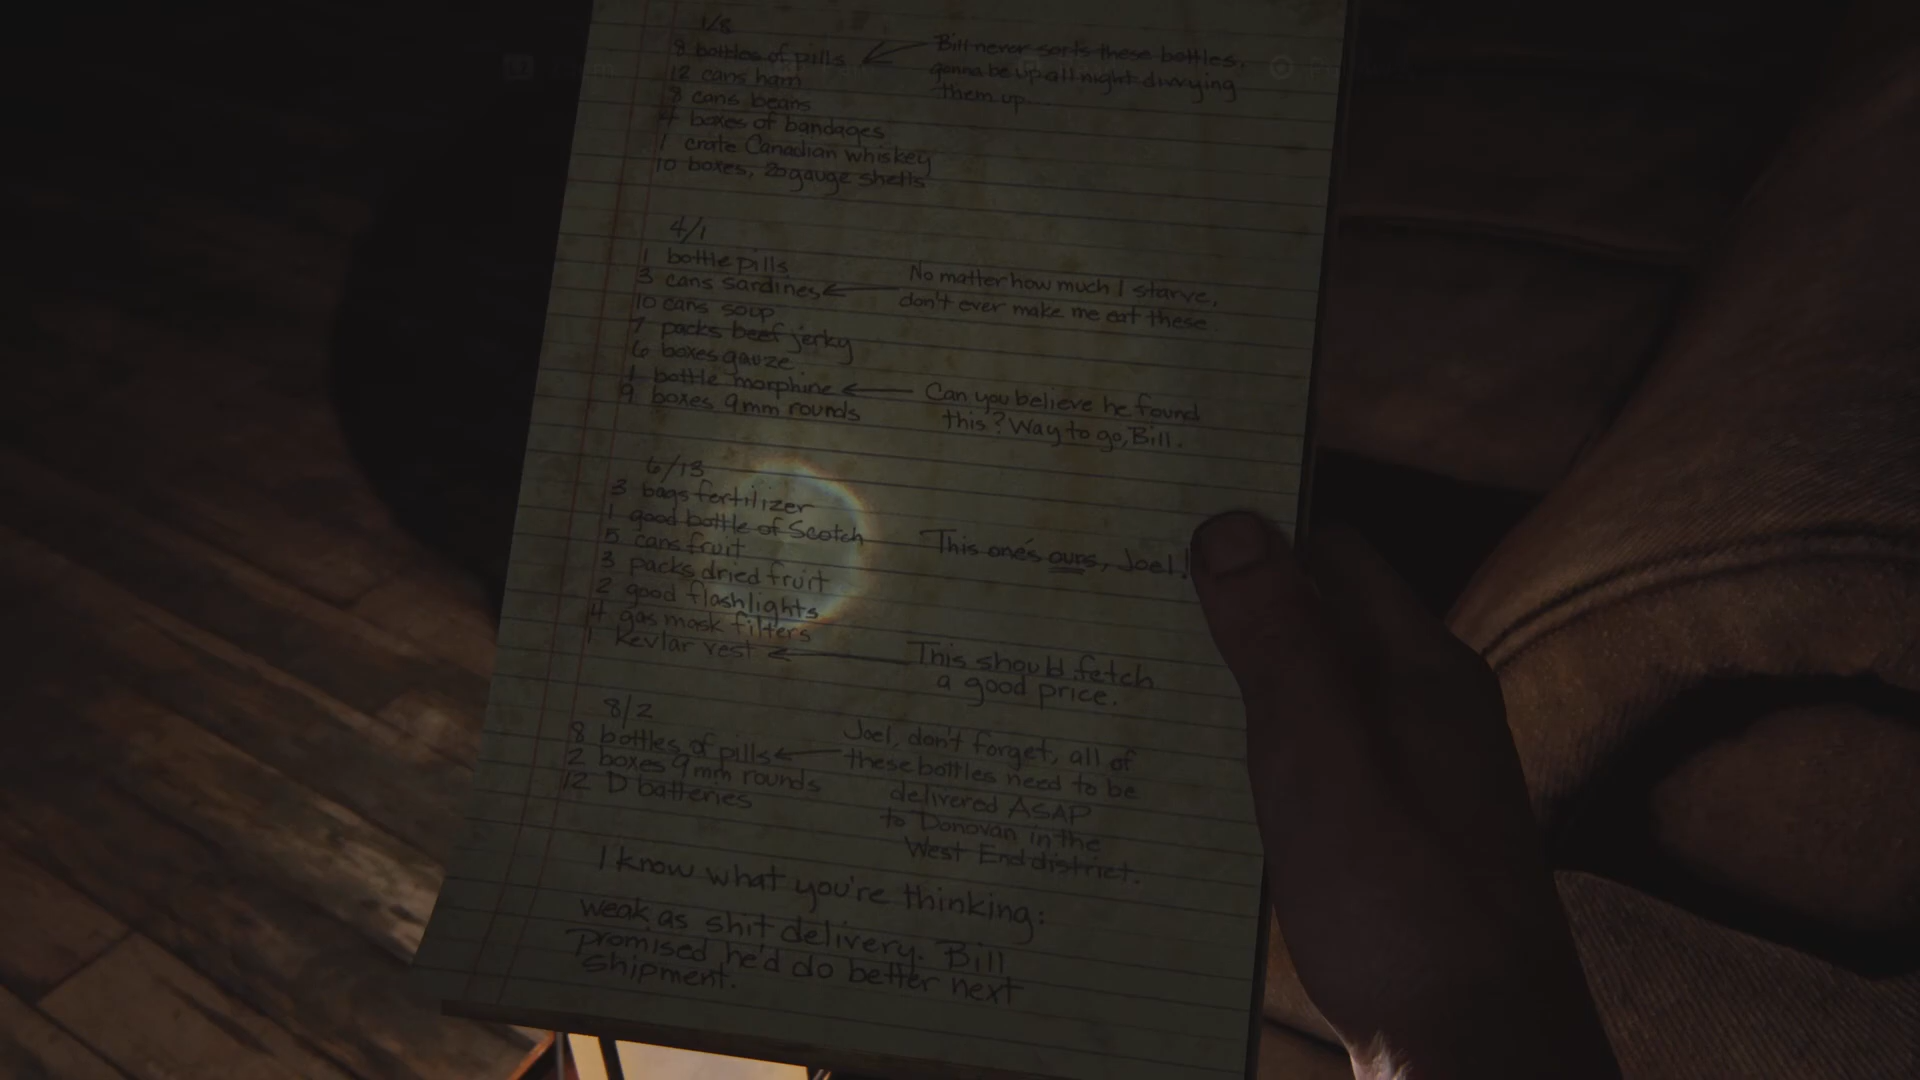 1/8
8 bottles of pills
12 cans ham
8 cans beans
4 boxes of bandages
1 crate Canadian whiskey
10 boxes, 20 gauge shells
Bill never sorts these bottles.
gonna be up all night divvying
them up...
4/1
1 bottle pills
3 cans sardines
10 cans soup
7 packs beef jerky
6 boxes gauze
1 bottle morphine
9 boxes 9mm rounds
No matter how much I starve,
don't ever make me eat these
Can you believe he found
this? Way to go, Bill.
6/13
3 bags fertilizer
1 good bottle of Scotch
5 cans fruit
3 packs dried fruit
2 good flashlights
4 gas mask filters
1 Kevlar vest
This one's ours, Joel!
This should fetch
a good price.
8/2
8 bottles of pills
2 boxes 9mm rounds
12 D batteries
Joel, don't forget, all of
these bottles need to be
delivered ASAP
to Donovan in the
West End district.
I know what you're thinking:
weak as shit delivery. Bill
promised he'd do better next
shipment.